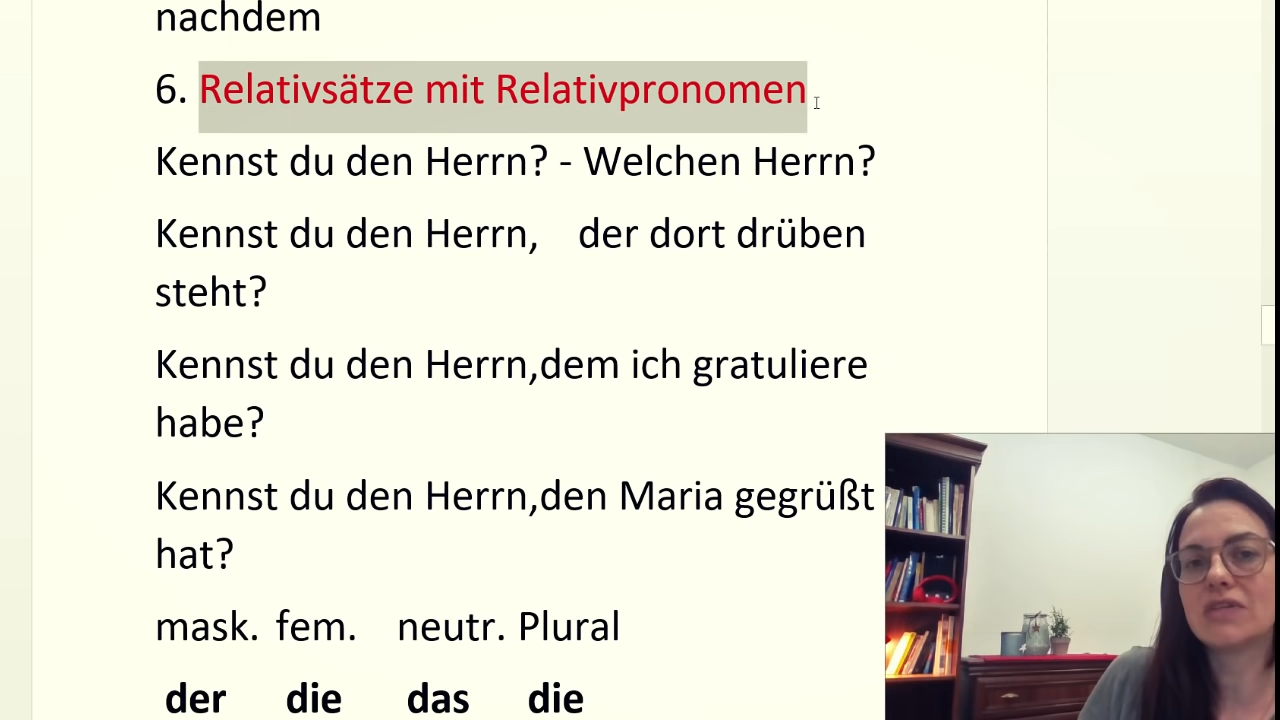 nachdem
6. Relativsätze mit Relativpronomen
Kennst du den Herrn? - Welchen Herrn?
Kennst du den Herrn, der dort drüben
steht?
Kennst du den Herrn,dem ich gratuliere
habe?
Kennst du den Herrn,den Maria gegrüßt
hat?
mask. fem. neutr. Plural
der die das die